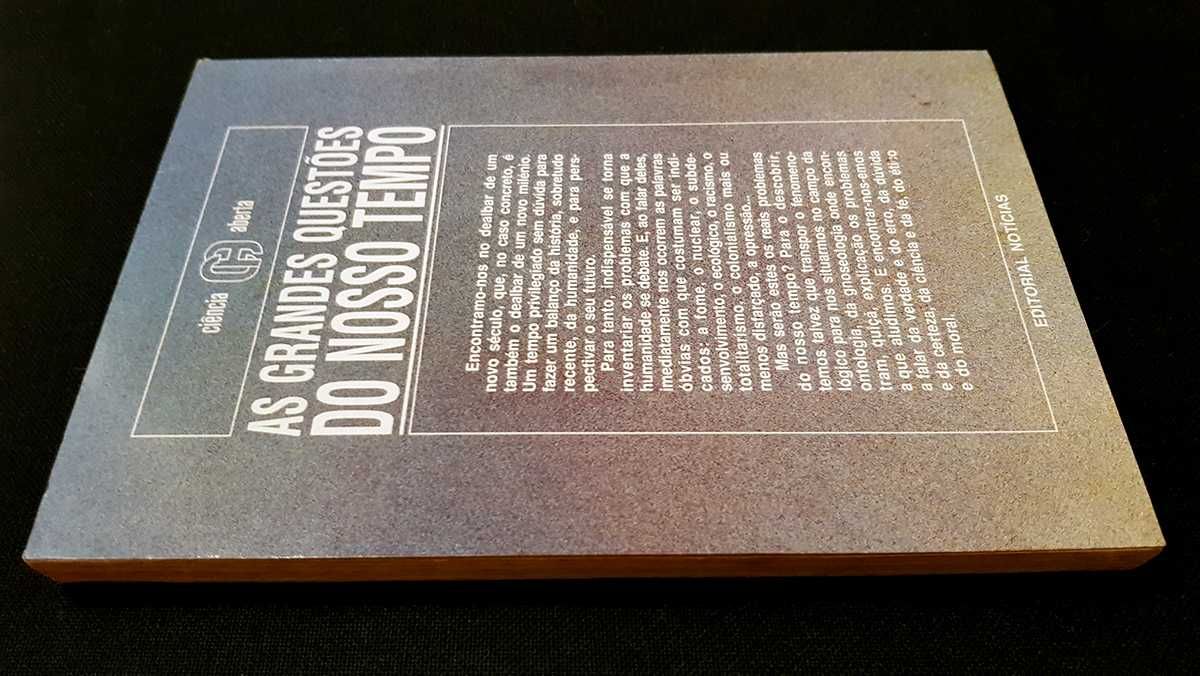 ciência aberta
AS GRANDES QUESTÕES
DO NOSSO TEMPO
Encontramo-nos no dealbar de um
novo século, que, no caso concreto, é
também o dealbar de um novo milénio.
Um tempo privilegiado sem dúvida para
fazer um balanço da história, sobretudo
recente, da humanidade, e para pers-
pectivar o seu futuro.
Para tanto, indispensável se torna
inventariar os problemas com que a
humanidade se debate. E, ao falar deles,
imediatamente nos ocorrem as palavras
óbvias com que costumam ser indi-
cados: a fome, o nuclear, o subde-
senvolvimento, o ecológico, o racismo, o
totalitarismo, o colonialismo mais ou
menos disfarçado, a opressão...
Mas serão estes os reais problemas
do nosso tempo? Para o descobrir,
temos talvez que transpor o fenomeno-
lógico para nos situarmos no campo da
ontologia, da gnoseologia onde encon-
tram, quiçá, explicação os problemas
a que aludimos. E encontrar-nos-emos
a falar da verdade e do erro, da dúvida
e da certeza, da ciência e da fé, do ético
e do moral.
EDITORIAL NOTÍCIAS